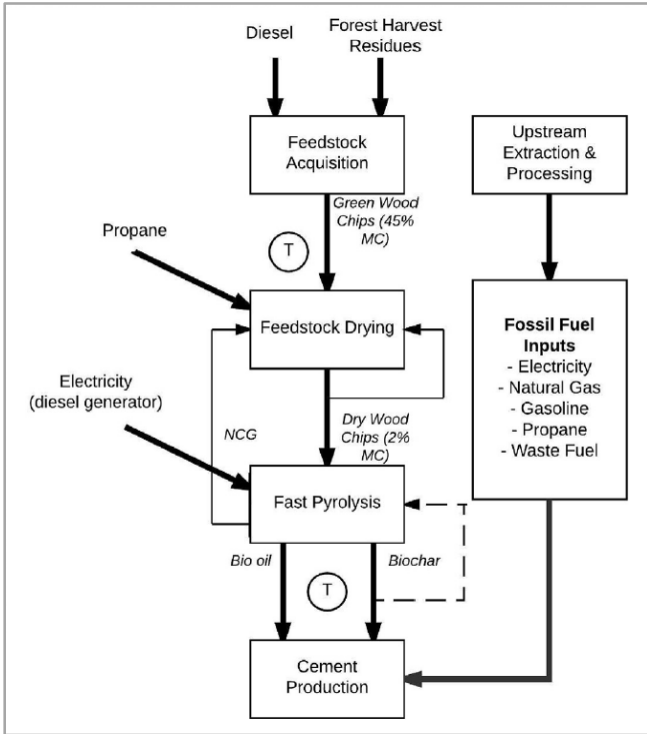 Diesel
Forest Harvest
Residues
Feedstock
Acquisition
Upstream
Extraction &
Processing
Green Wood
Chips (45%
MC)
T
Propane
Feedstock Drying
Fossil Fuel
Inputs
- Electricity
- Natural Gas
- Gasoline
- Propane
- Waste Fuel
Electricity
(diesel generator)
NCG
Dry Wood
Chips (2%
MC)
Fast Pyrolysis
Bio oil
Biochar
T
Cement
Production